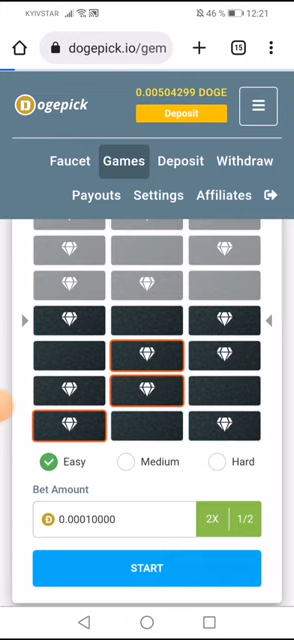 KYIVSTAR 46 % 12:21
dogepick.io/gem 15
Dogepick
0.00504299 DOGE
Deposit
Faucet Games Deposit Withdraw
Payouts Settings Affiliates
Easy Medium Hard
Bet Amount
0.00010000 2X 1/2
START